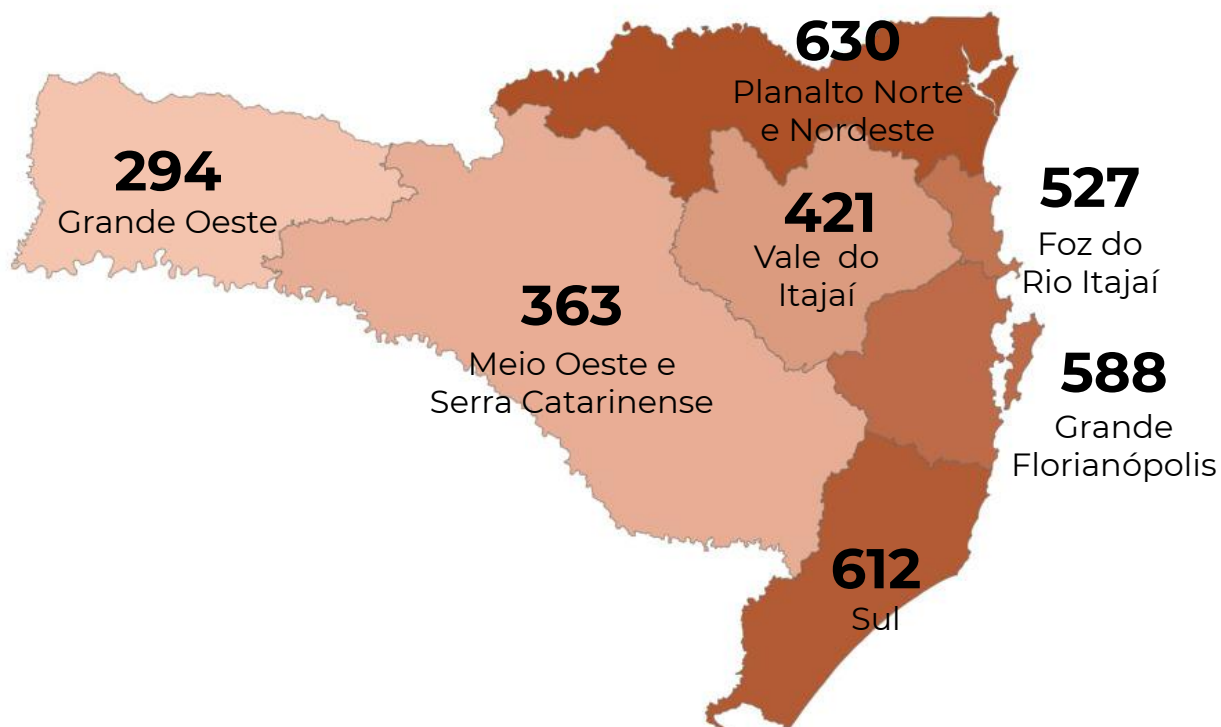 630
Planalto Norte
e Nordeste
294
Grande Oeste
421
Vale do
Itajaí
527
Foz do
Rio Itajaí
363
Meio Oeste e
Serra Catarinense
588
Grande
Florianópolis
612
Sul